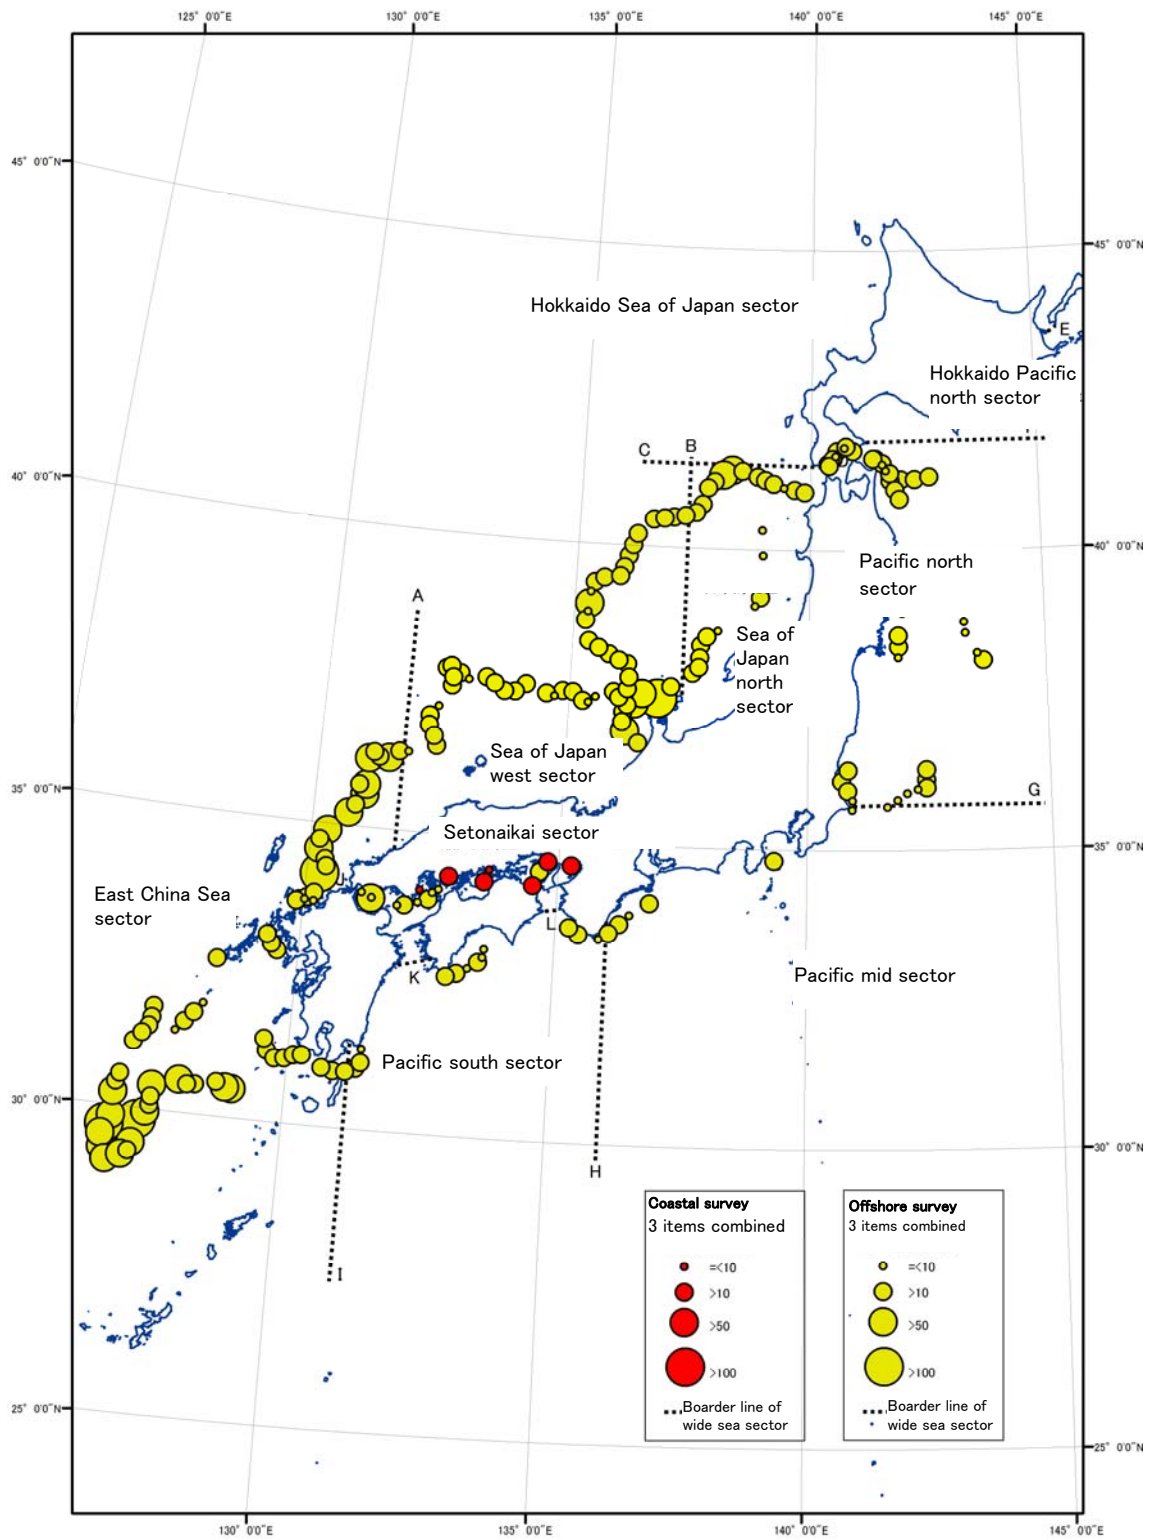 125° 0'0"E
130° 0'0"E
135° 0'0"E
140° 0'0"E
145° 0'0"E
45° 0'0"N
45° 0'0"N
Hokkaido Sea of Japan sector
E
Hokkaido Pacific
north sector
C
B
40° 0'0"N
40° 0'0"N
Pacific north
sector
A
Sea of
Japan
north
sector
Sea of Japan
west sector
35° 0'0"N
G
Setonaikai sector
35° 0'0"N
J
East China Sea
sector
L
K
Pacific mid sector
Pacific south sector
30° 0'0"N
30° 0'0"N
H
I
Coastal survey
3 items combined
=<10
>10
>50
>100
Boarder line of
wide sea sector
Offshore survey
3 items combined
=<10
>10
>50
>100
Boarder line of
wide sea sector
25° 0'0"N
25° 0'0"N
130° 0'0"E
135° 0'0"E
140° 0'0"E
145° 0'0"E